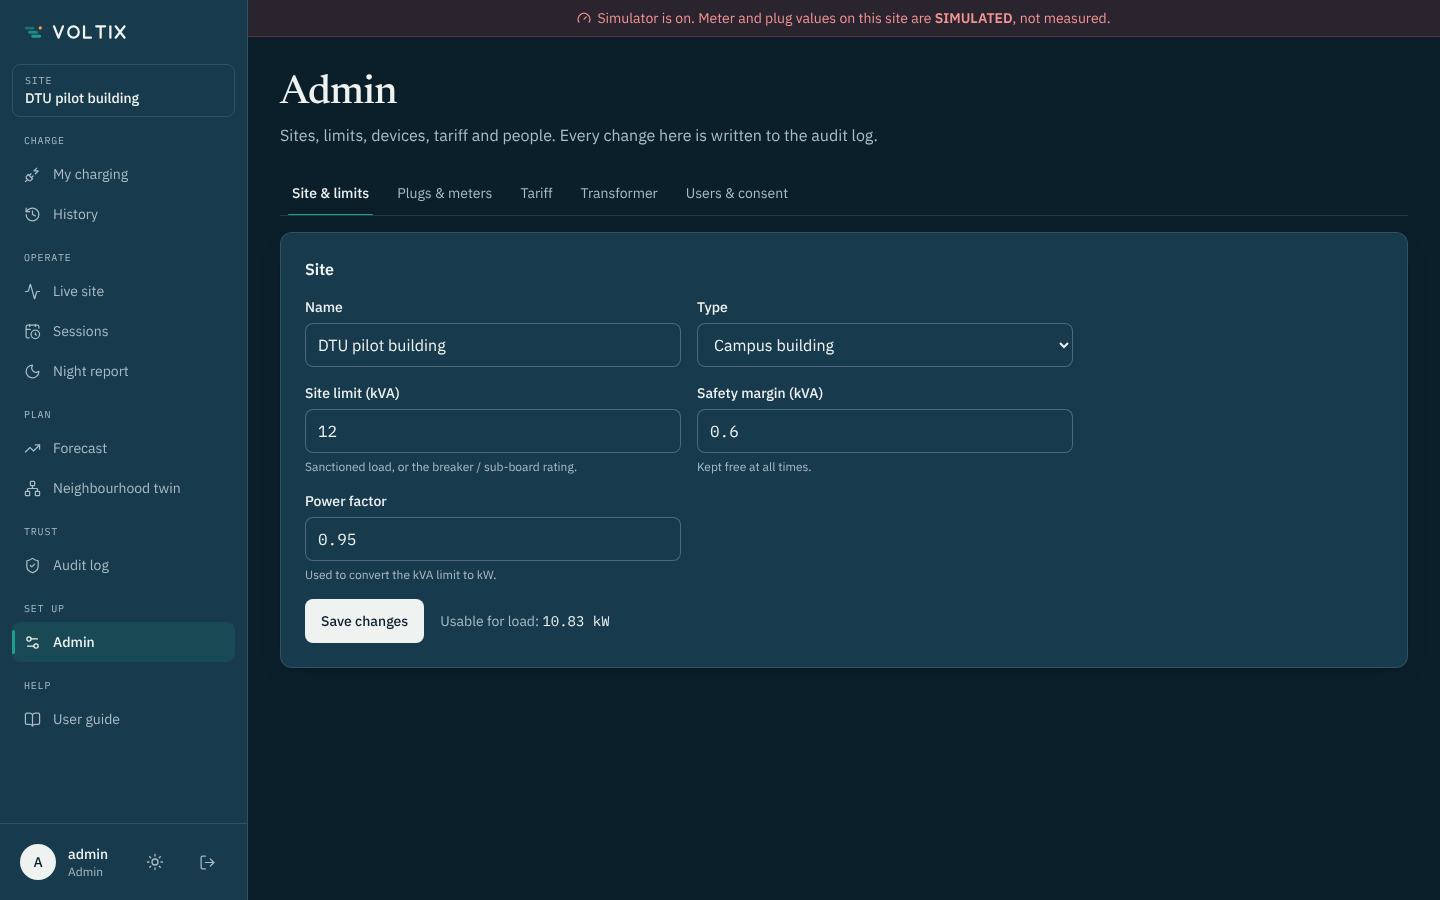 VOLTIX
SITE
DTU pilot building
CHARGE
My charging
History
OPERATE
Live site
Sessions
Night report
PLAN
Forecast
Neighbourhood twin
TRUST
Audit log
SET UP
Admin
HELP
User guide
A
admin
Admin
Simulator is on. Meter and plug values on this site are SIMULATED, not measured.
Admin
Sites, limits, devices, tariff and people. Every change here is written to the audit log.
Site & limits Plugs & meters Tariff Transformer Users & consent
Site
Name Type
DTU pilot building Campus building
Site limit (kVA) Safety margin (kVA)
12 0.6
Sanctioned load, or the breaker / sub-board rating. Kept free at all times.
Power factor
0.95
Used to convert the kVA limit to kW.
Save changes Usable for load: 10.83 kW